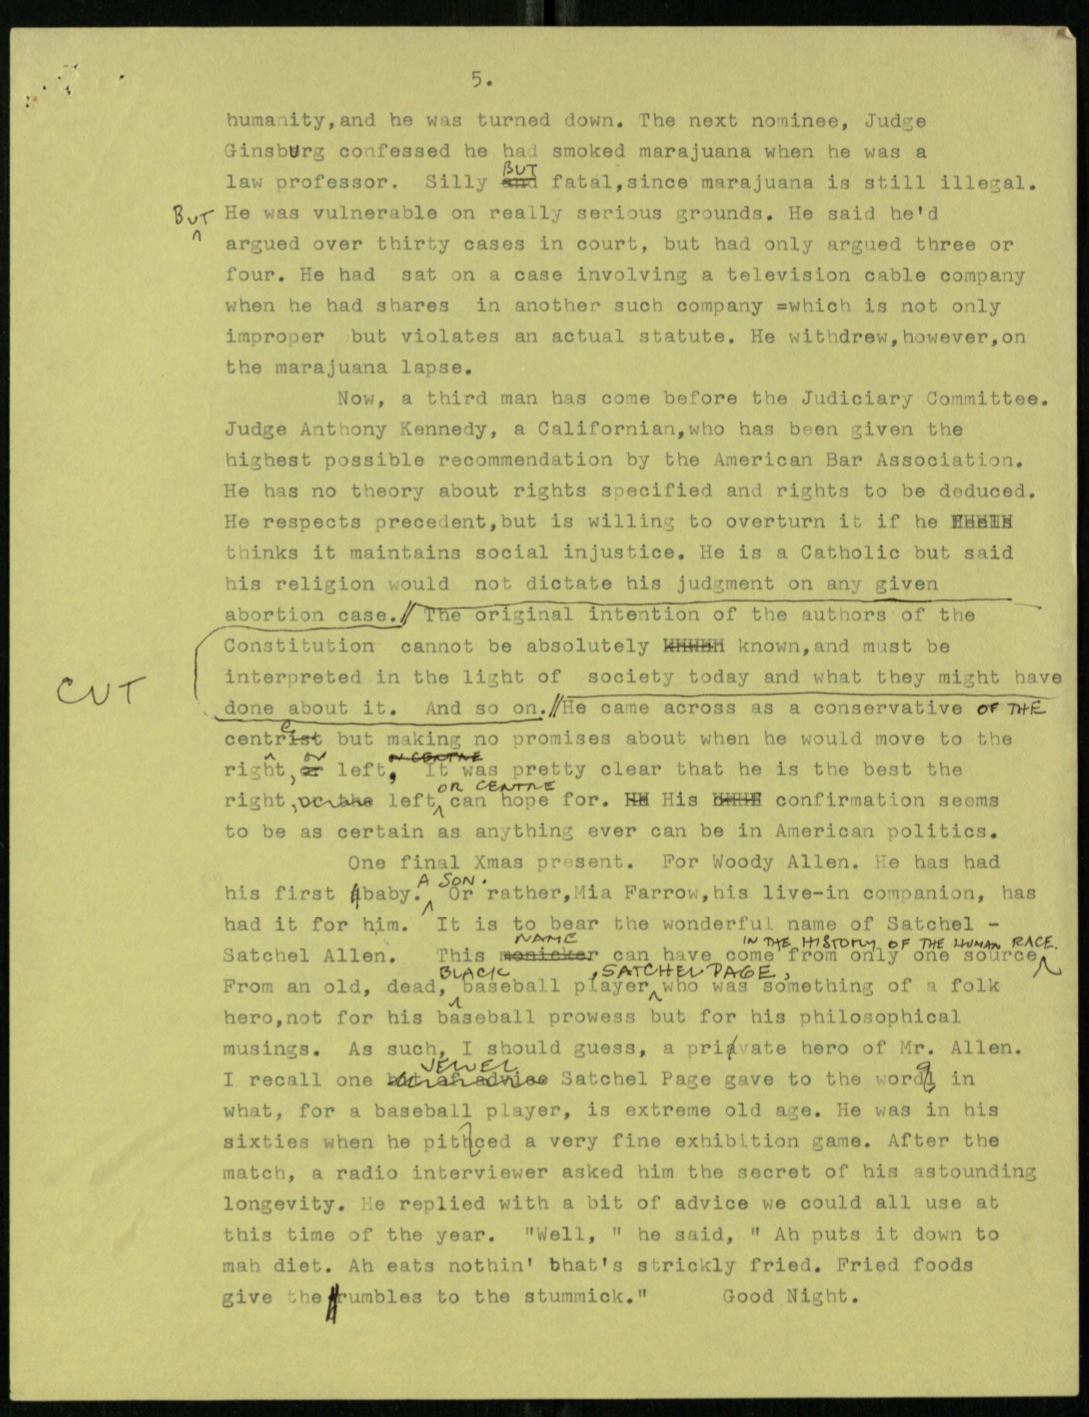 5.
humanity,and he was turned down. The next nominee, Judge
Ginsburg confessed he had smoked marajuana when he was a
BUT
law professor. Silly and fatal,since marajuana is still illegal.
BUT He was vulnerable on really serious grounds. He said he'd
argued over thirty cases in court, but had only argued three or
four. He had sat on a case involving a television cable company
when he had shares in another such company =which is not only
improper but violates an actual statute. He withdrew,however,on
the marajuana lapse.
Now, a third man has come before the Judiciary Committee.
Judge Anthony Kennedy, a Californian,who has been given the
highest possible recommendation by the American Bar Association.
He has no theory about rights specified and rights to be deduced.
He respects precedent,but is willing to overturn it if he
thinks it maintains social injustice. He is a Catholic but said
his religion would not dictate his judgment on any given
abortion case.// The original intention of the authors of the
Constitution cannot be absolutely known,and must be
CUT interpreted in the light of society today and what they might have
done about it. And so on.//He came across as a conservative OF THE
e
centrist but making no promises about when he would move to the
or OR CENTRE
right, or left, It was pretty clear that he is the best the
OR CENTRE
right, or the left, can hope for. His confirmation seems
to be as certain as anything ever can be in American politics.
One final Xmas present. For Woody Allen. He has had
A SON.
his first baby. Or rather,Mia Farrow,his live-in companion, has
had it for him. It is to bear the wonderful name of Satchel -
NAME IN THE HISTORY OF THE HUMAN RACE.
Satchel Allen. This monicker can have come from only one source
BLACK , SATCHEL PAGE,
From an old, dead, baseball player who was something of a folk
hero,not for his baseball prowess but for his philosophical
musings. As such, I should guess, a private hero of Mr. Allen.
JEWEL
I recall one bit of advice Satchel Page gave to the world in
what, for a baseball player, is extreme old age. He was in his
sixties when he pithced a very fine exhibition game. After the
match, a radio interviewer asked him the secret of his astounding
longevity. He replied with a bit of advice we could all use at
this time of the year. "Well, " he said, " Ah puts it down to
mah diet. Ah eats nothin' bhat's strickly fried. Fried foods
give the rumbles to the stummick." Good Night.